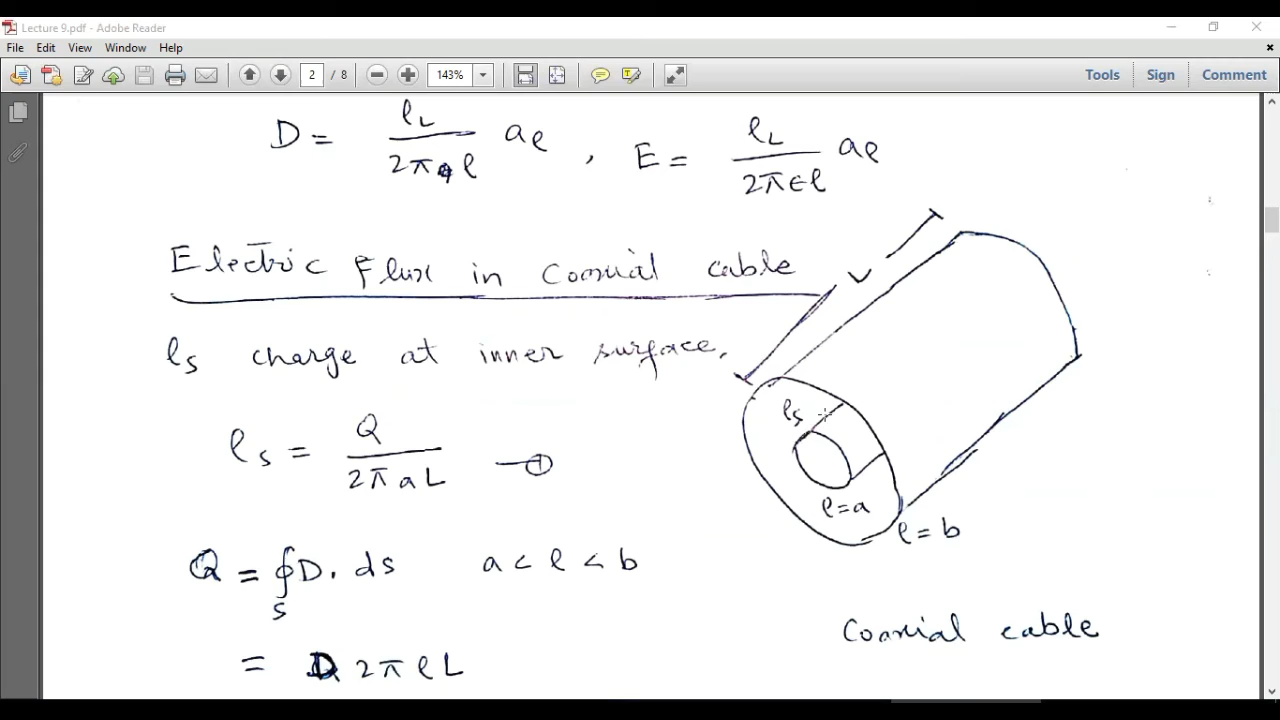 Lecture 9.pdf - Adobe Reader
File Edit View Window Help
2 / 8 143% Tools Sign Comment
D = ρL / 2πρ aρ , E = ρL / 2π∈ρ aρ
Electric flux in Coaxial cable
ρs charge at inner surface,
ρs = Q / 2πaL —①
Q = ∮S D. ds a < ρ < b
= D 2πρL
L
ρs
ρ=a
ρ=b
Coaxial cable